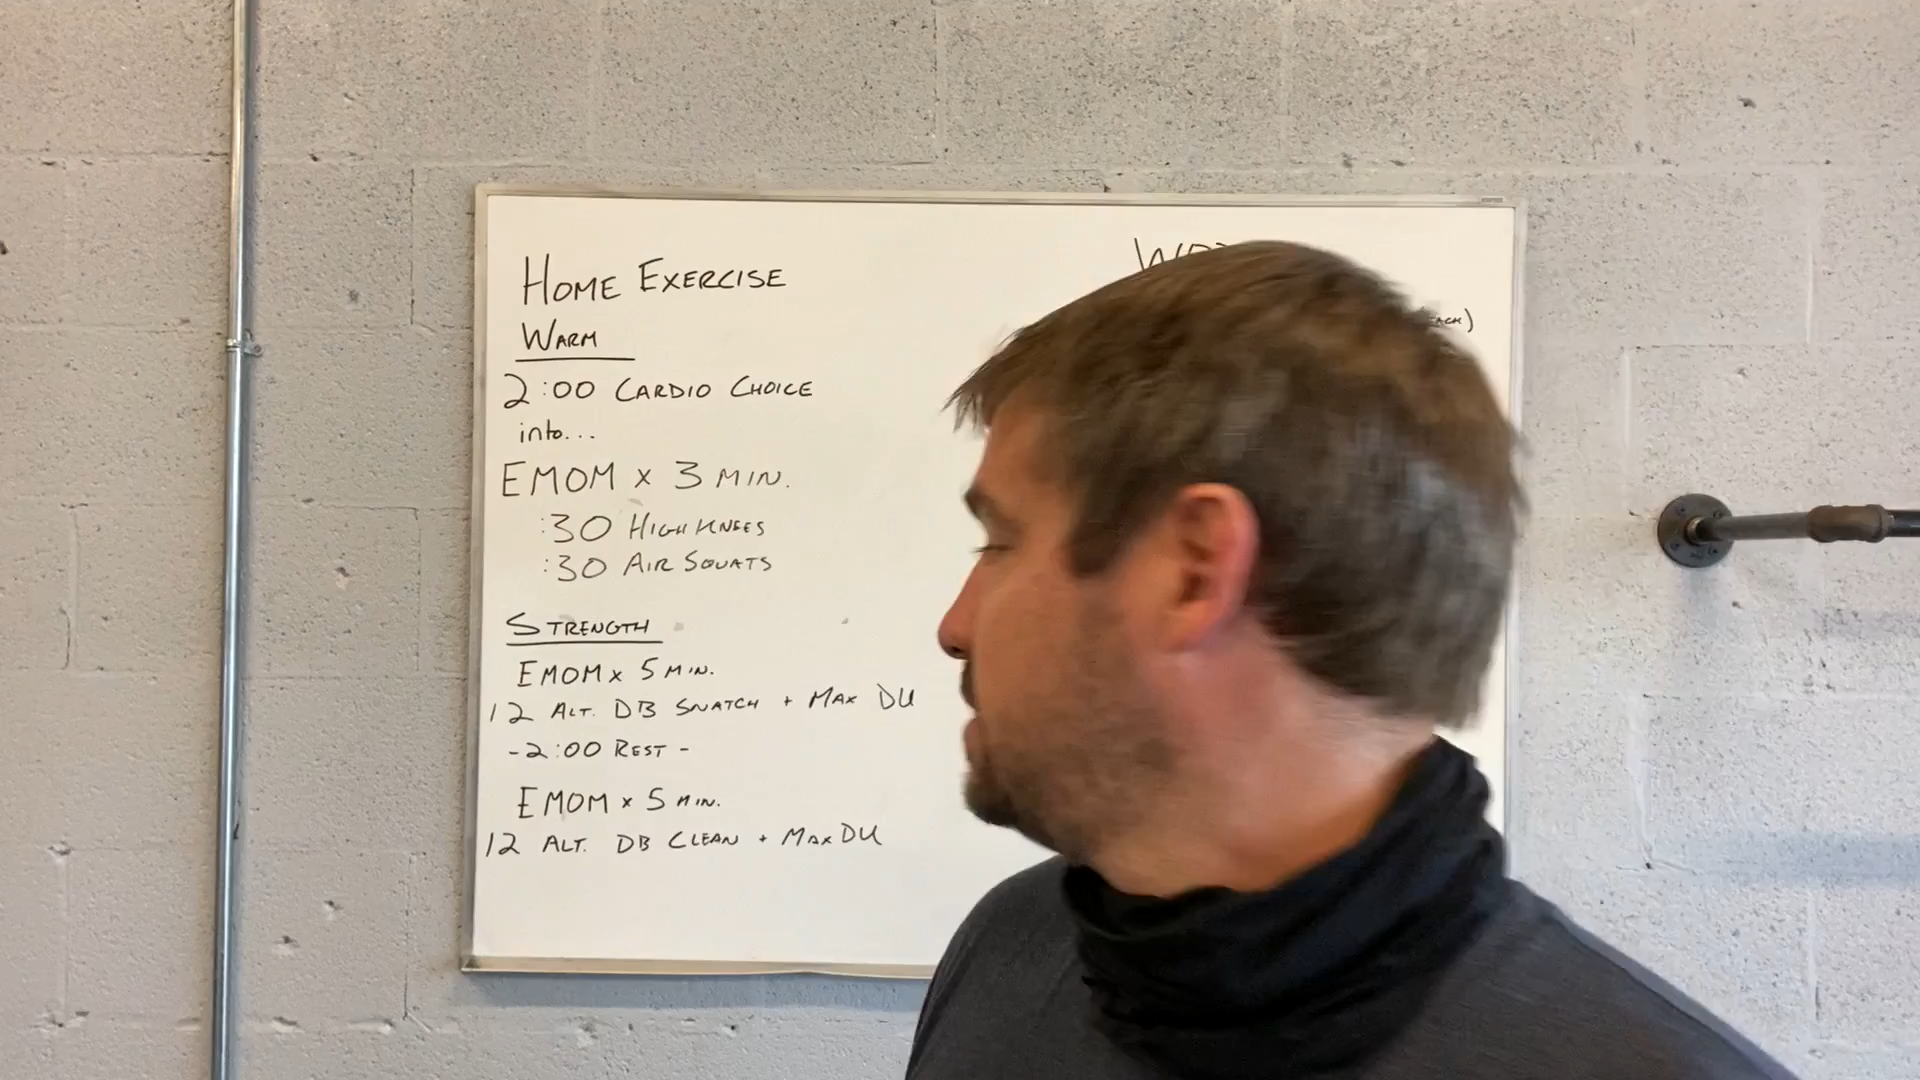 HOME EXERCISE
WARM
2:00 CARDIO CHOICE
into...
EMOM x 3 MIN.
:30 HIGH KNEES
:30 AIR SQUATS
STRENGTH
EMOM x 5 MIN.
12 ALT. DB SNATCH + MAX DU
-2:00 REST -
EMOM x 5 MIN.
12 ALT. DB CLEAN + MAX DU